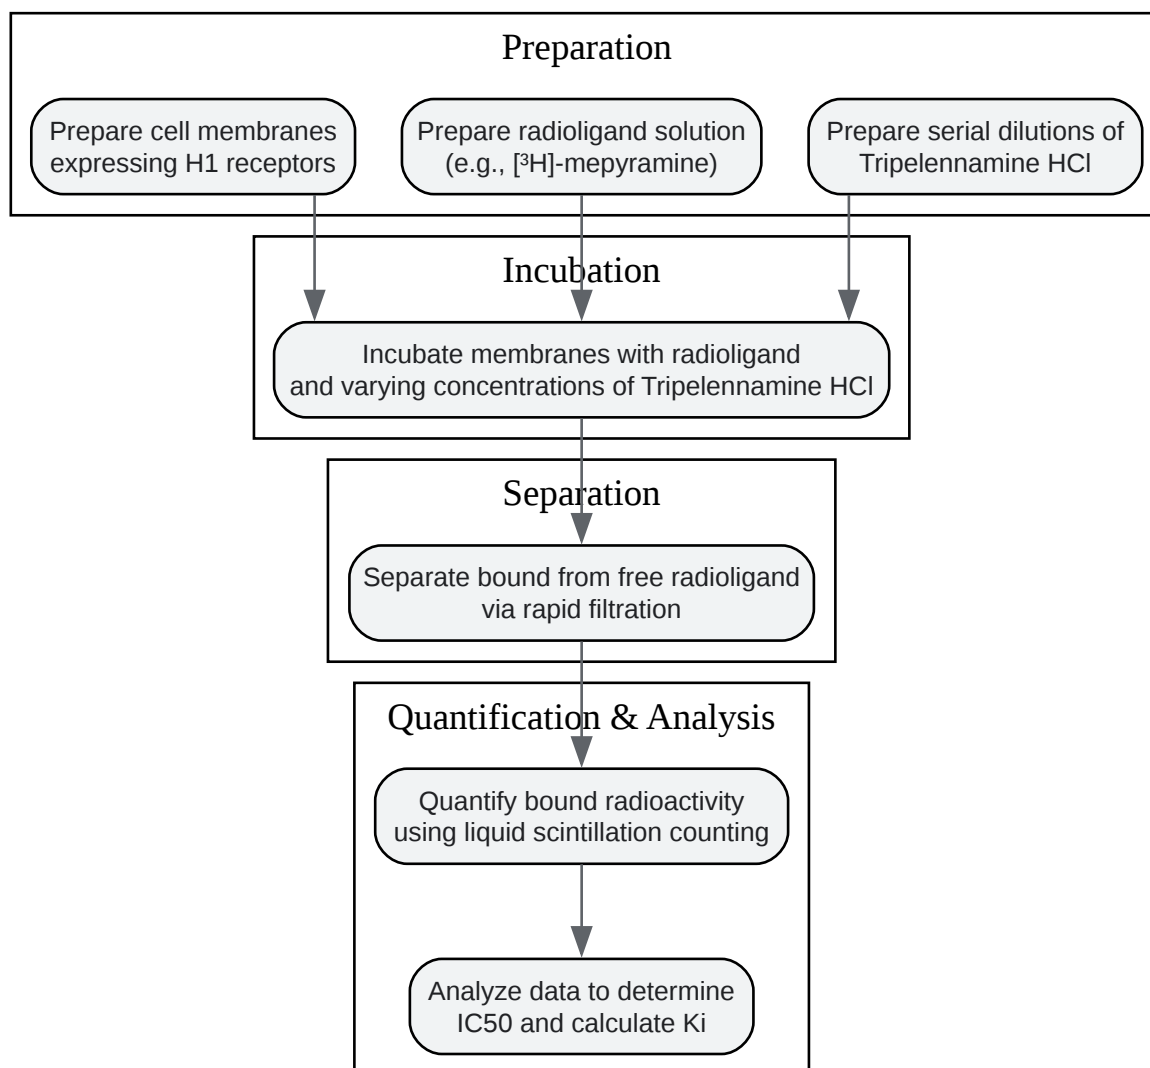 Preparation
Prepare cell membranes
expressing H1 receptors
Prepare radioligand solution
(e.g., [³H]-mepyramine)
Prepare serial dilutions of
Tripelennamine HCl
Incubation
Incubate membranes with radioligand
and varying concentrations of Tripelennamine HCl
Separation
Separate bound from free radioligand
via rapid filtration
Quantification & Analysis
Quantify bound radioactivity
using liquid scintillation counting
Analyze data to determine
IC50 and calculate Ki